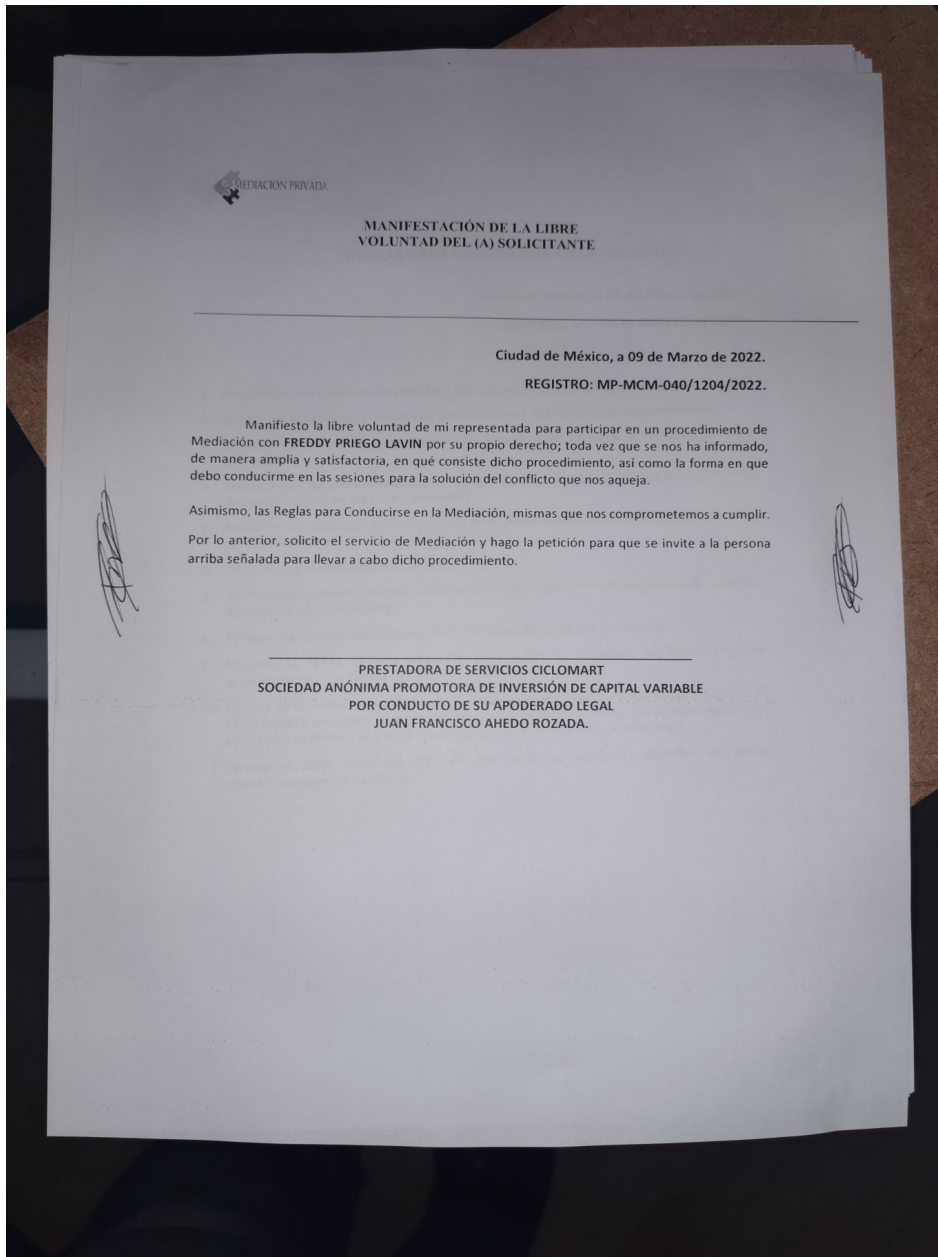 MEDIACION PRIVADA
MANIFESTACIÓN DE LA LIBRE
VOLUNTAD DEL (A) SOLICITANTE
Ciudad de México, a 09 de Marzo de 2022.
REGISTRO: MP-MCM-040/1204/2022.
Manifiesto la libre voluntad de mi representada para participar en un procedimiento de
Mediación con FREDDY PRIEGO LAVIN por su propio derecho; toda vez que se nos ha informado,
de manera amplia y satisfactoria, en qué consiste dicho procedimiento, así como la forma en que
debo conducirme en las sesiones para la solución del conflicto que nos aqueja.
Asimismo, las Reglas para Conducirse en la Mediación, mismas que nos comprometemos a cumplir.
Por lo anterior, solicito el servicio de Mediación y hago la petición para que se invite a la persona
arriba señalada para llevar a cabo dicho procedimiento.
PRESTADORA DE SERVICIOS CICLOMART
SOCIEDAD ANÓNIMA PROMOTORA DE INVERSIÓN DE CAPITAL VARIABLE
POR CONDUCTO DE SU APODERADO LEGAL
JUAN FRANCISCO AHEDO ROZADA.